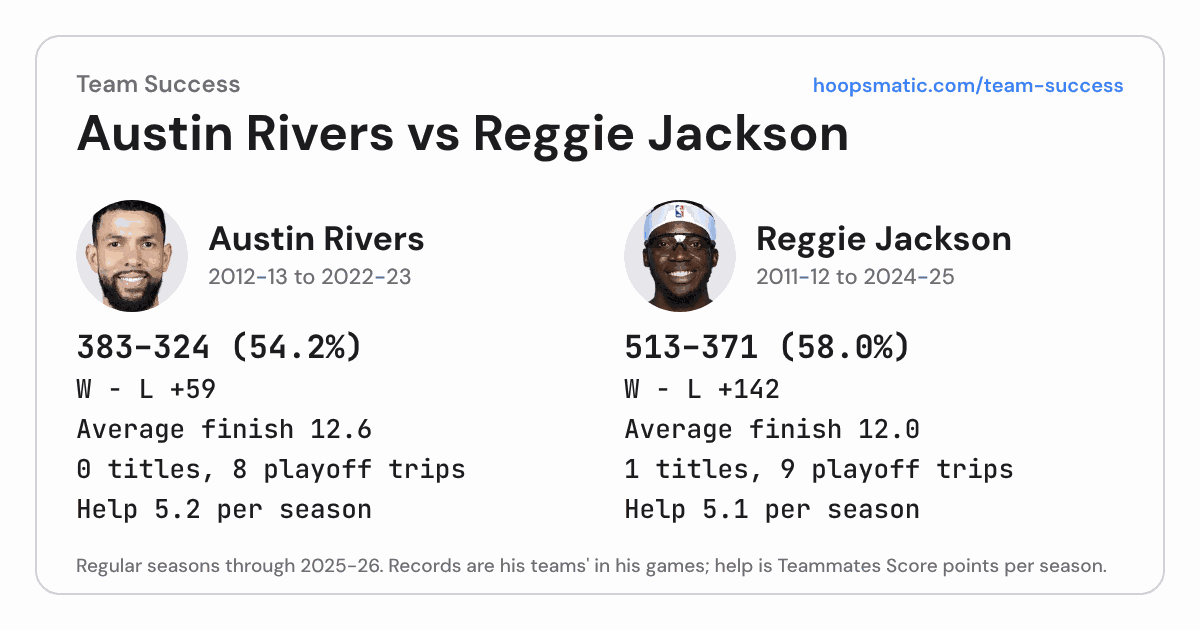 Team Success
hoopsmatic.com/team-success
Austin Rivers vs Reggie Jackson
Austin Rivers
2012-13 to 2022-23
383-324 (54.2%)
W - L +59
Average finish 12.6
0 titles, 8 playoff trips
Help 5.2 per season
Reggie Jackson
2011-12 to 2024-25
513-371 (58.0%)
W - L +142
Average finish 12.0
1 titles, 9 playoff trips
Help 5.1 per season
Regular seasons through 2025-26. Records are his teams' in his games; help is Teammates Score points per season.